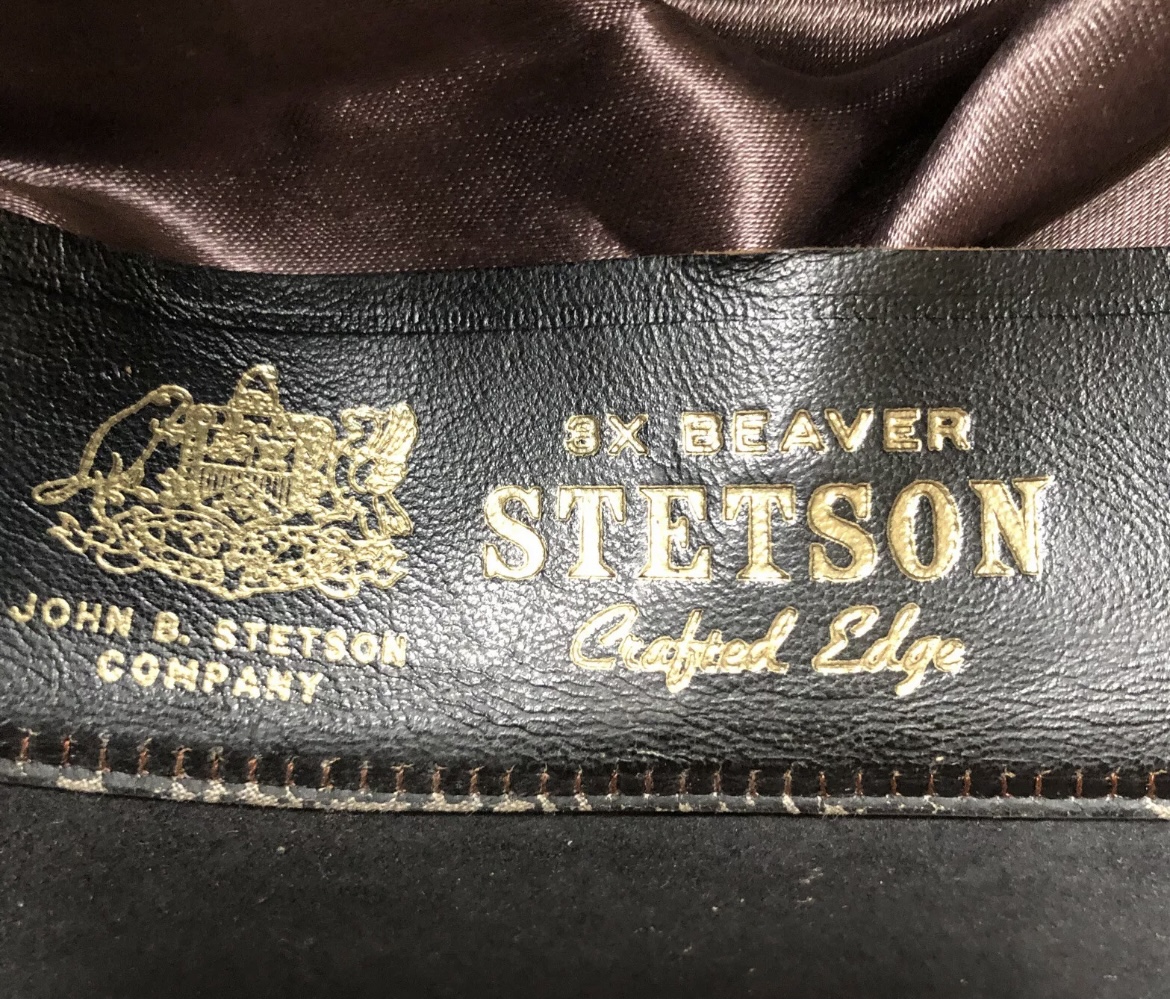 JOHN B. STETSON
COMPANY
3X BEAVER
STETSON
Crafted Edge